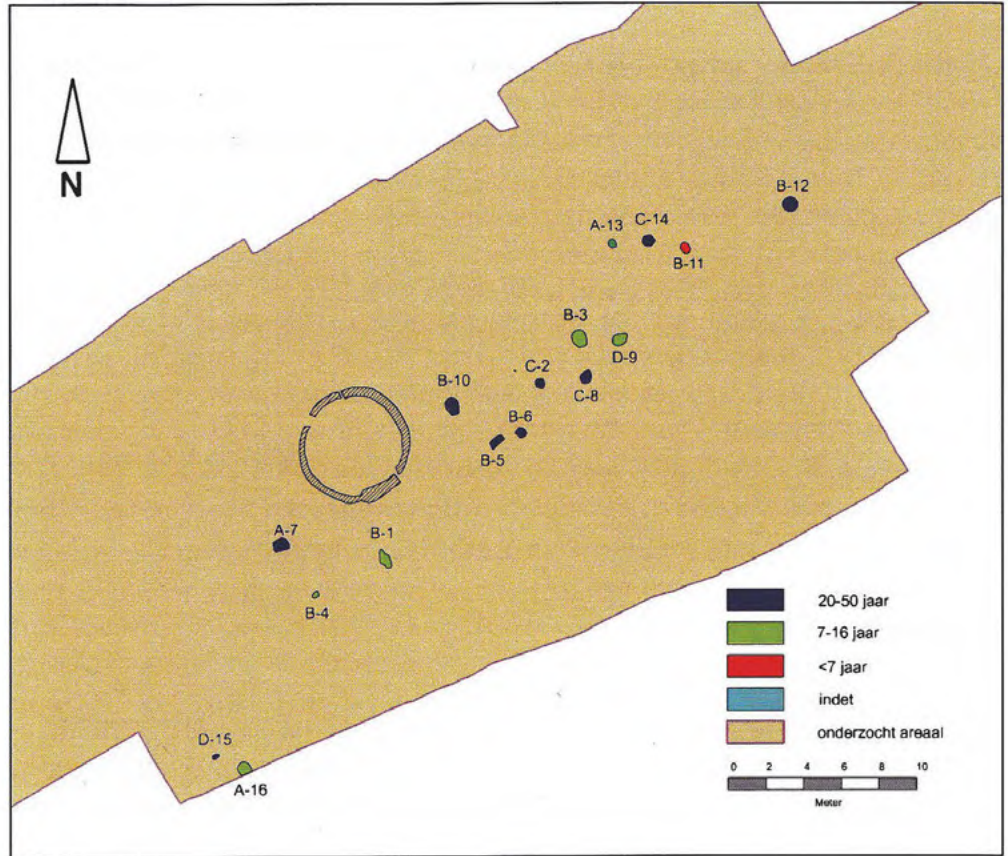 N
B-12
A-13
C-14
B-11
B-3
D-9
C-2
C-8
B-10
B-6
B-5
A-7
B-1
B-4
D-15
A-16
20-50 jaar
7-16 jaar
<7 jaar
indet
onderzocht areaal
0 2 4 6 8 10
Meter